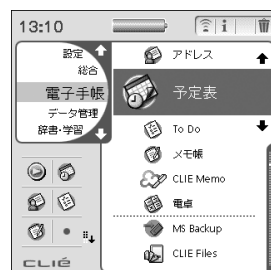 13:10
設定
総合
電子手帳
データ管理
辞書・学習
アドレス
予定表
To Do
メモ帳
CLIE Memo
電卓
MS Backup
CLIE Files
CLIÉ